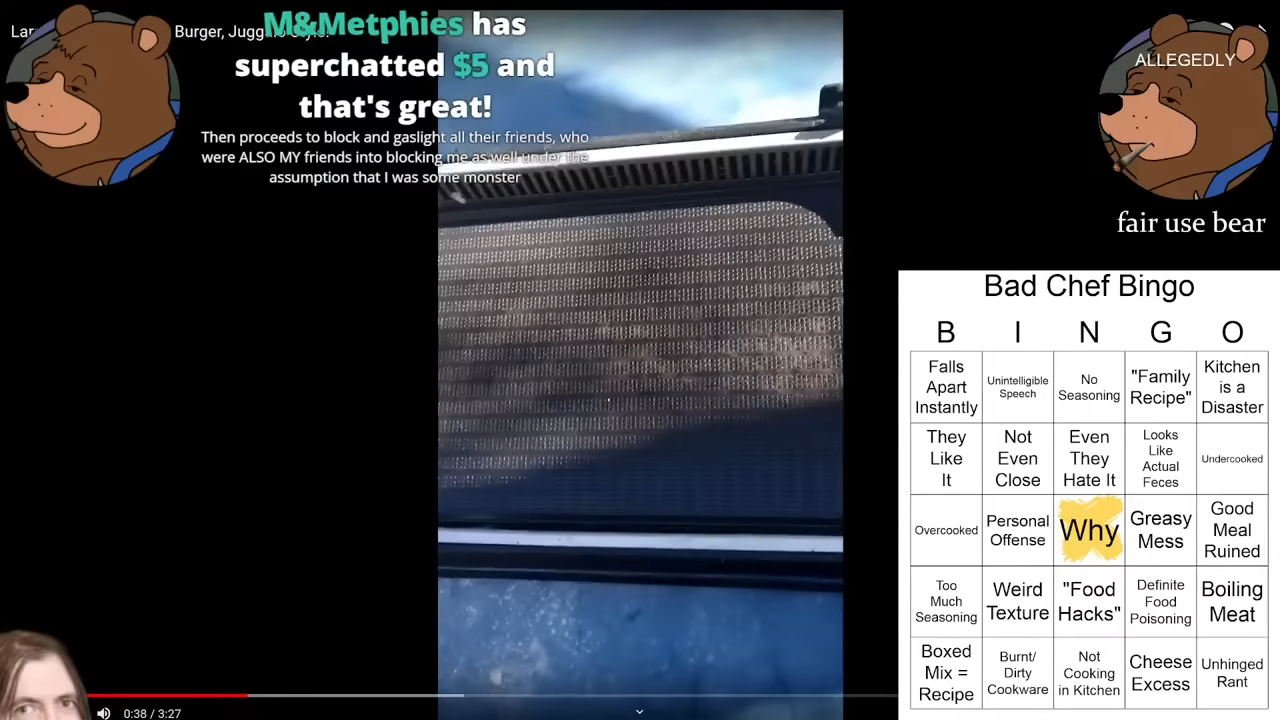 M&Metphies has
superchatted $5 and
that's great!
Then proceeds to block and gaslight all their friends, who
were ALSO MY friends into blocking me as well under the
assumption that I was some monster
Burger,
ALLEGEDLY
fair use bear
Bad Chef Bingo
B I N G O
Falls
Apart
Instantly
Unintelligible
Speech
No
Seasoning
"Family
Recipe"
Kitchen
is a
Disaster
They
Like
It
Not
Even
Close
Even
They
Hate It
Looks
Like
Actual
Feces
Undercooked
Overcooked
Personal
Offense
Why
Greasy
Mess
Good
Meal
Ruined
Too
Much
Seasoning
Weird
Texture
"Food
Hacks"
Definite
Food
Poisoning
Boiling
Meat
Boxed
Mix =
Recipe
Burnt/
Dirty
Cookware
Not
Cooking
in Kitchen
Cheese
Excess
Unhinged
Rant
0:38 / 3:27